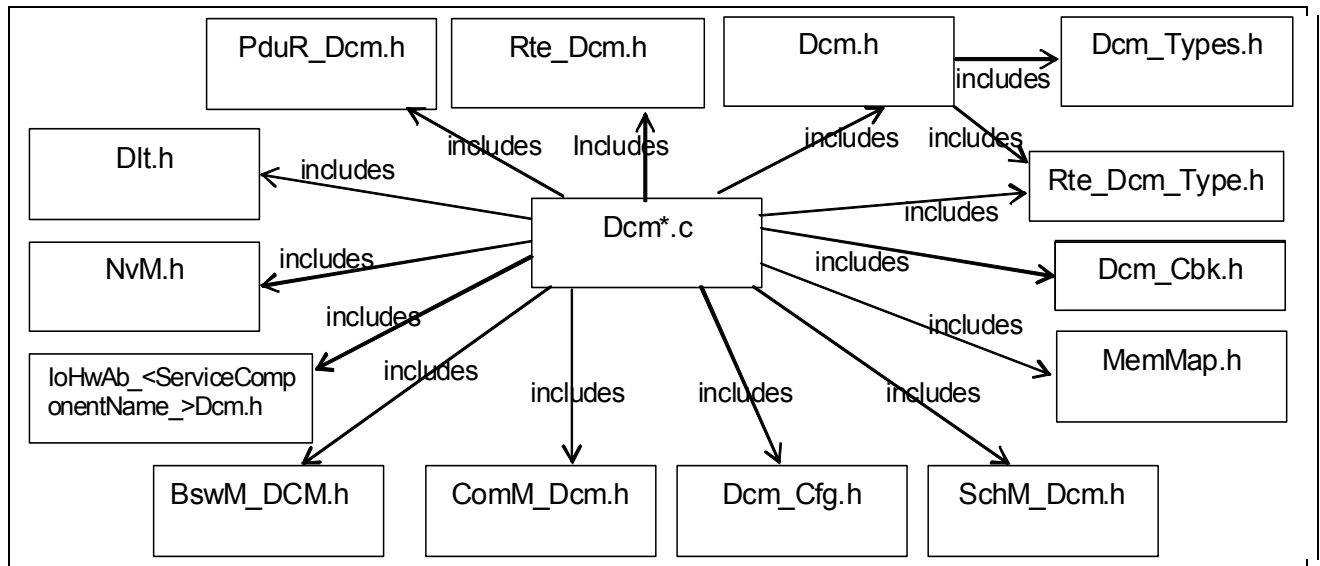 PduR_Dcm.h
Rte_Dcm.h
Dcm.h
Dcm_Types.h
includes
includes
Includes
includes
includes
Dlt.h
includes
Rte_Dcm_Type.h
includes
Dcm*.c
NvM.h
includes
includes
Dcm_Cbk.h
includes
includes
MemMap.h
IoHwAb_<ServiceComp
onentName_>Dcm.h
includes
includes
includes
includes
BswM_DCM.h
ComM_Dcm.h
Dcm_Cfg.h
SchM_Dcm.h